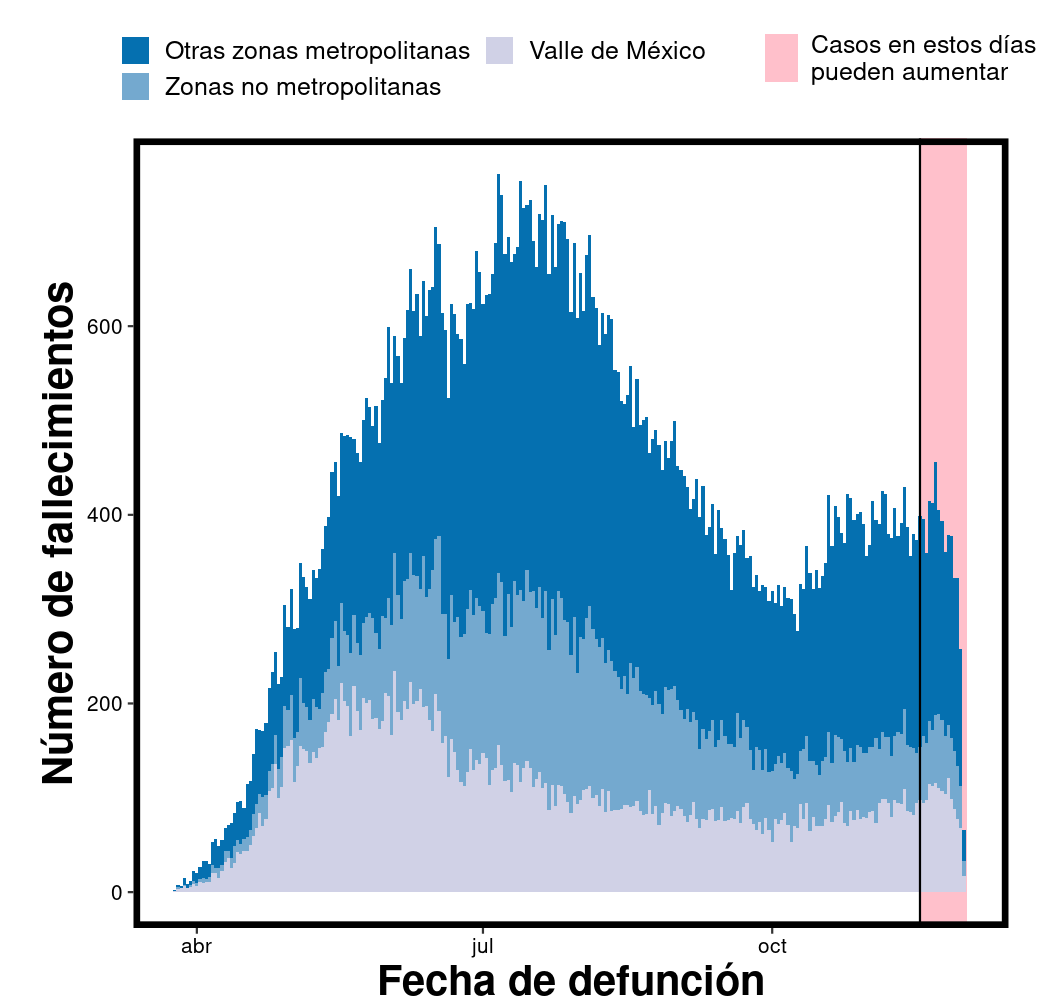 Otras zonas metropolitanas
Zonas no metropolitanas
Valle de México
Casos en estos días
pueden aumentar
Número de fallecimientos
600
400
200
0
abr
jul
oct
Fecha de defunción